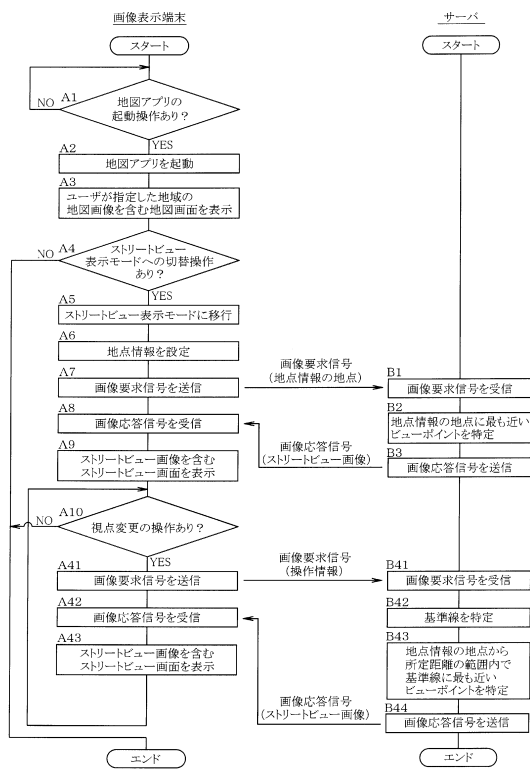 画像表示端末
スタート
NO
A1
地図アプリの
起動操作あり?
YES
A2
地図アプリを起動
A3
ユーザが指定した地域の
地図画像を含む地図画面を表示
NO
A4
ストリートビュー
表示モードへの切替操作
あり?
YES
A5
ストリートビュー表示モードに移行
A6
地点情報を設定
A7
画像要求信号を送信
A8
画像応答信号を受信
A9
ストリートビュー画像を含む
ストリートビュー画面を表示
NO
A10
視点変更の操作あり?
YES
A41
画像要求信号を送信
A42
画像応答信号を受信
A43
ストリートビュー画像を含む
ストリートビュー画面を表示
エンド
画像要求信号
(地点情報の地点)
画像応答信号
(ストリートビュー画像)
画像要求信号
(操作情報)
画像応答信号
(ストリートビュー画像)
サーバ
スタート
B1
画像要求信号を受信
B2
地点情報の地点に最も近い
ビューポイントを特定
B3
画像応答信号を送信
B41
画像要求信号を受信
B42
基準線を特定
B43
地点情報の地点から
所定距離の範囲内で
基準線に最も近い
ビューポイントを特定
B44
画像応答信号を送信
エンド